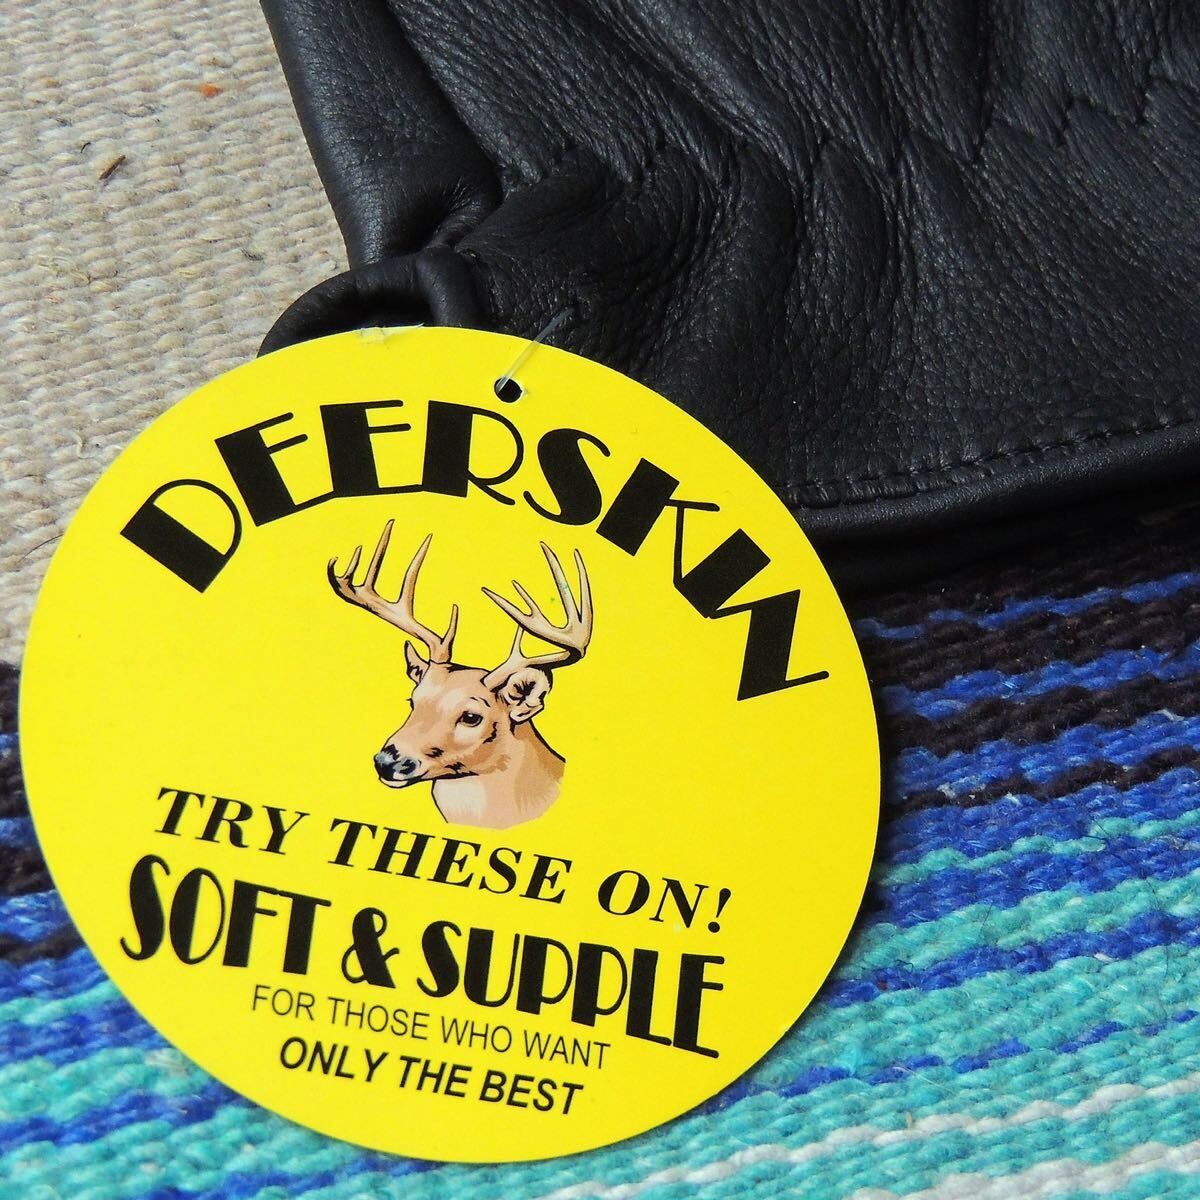 DEERSKIN
TRY THESE ON!
SOFT & SUPPLE
FOR THOSE WHO WANT
ONLY THE BEST